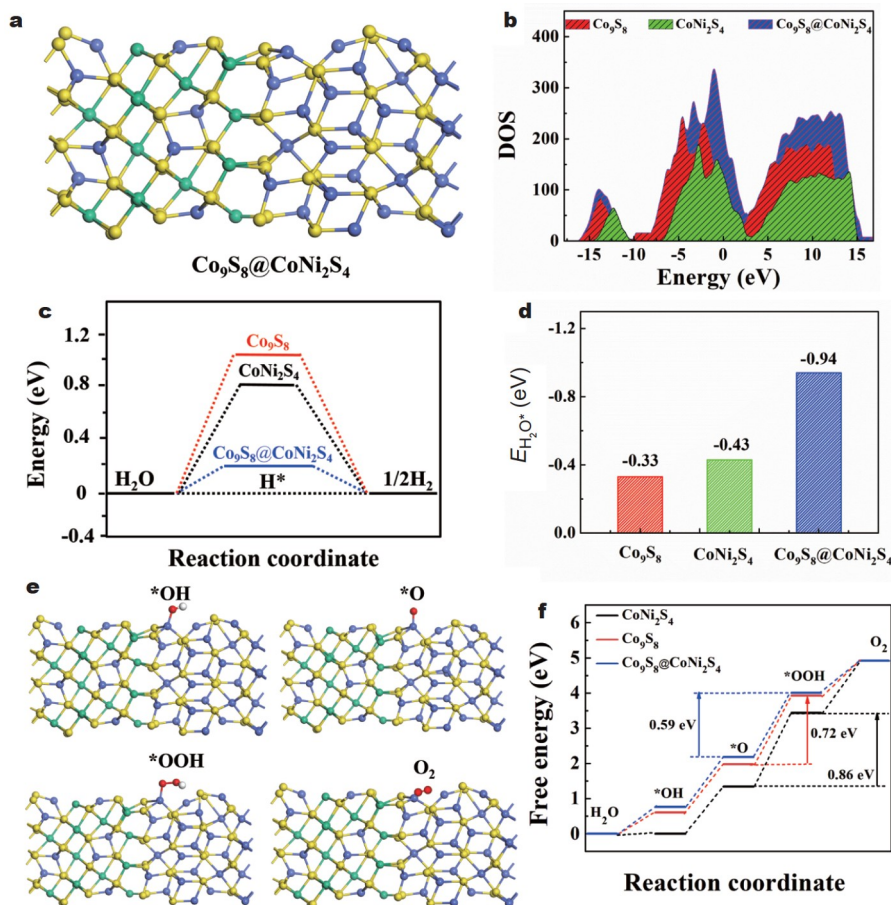 a
Co₉S₈@CoNi₂S₄
b
Co₉S₈ CoNi₂S₄ Co₉S₈@CoNi₂S₄
400
300
200
100
0
DOS
-15 -10 -5 0 5 10 15
Energy (eV)
c
1.2
0.8
0.4
0
-0.4
Energy (eV)
Co₉S₈
CoNi₂S₄
Co₉S₈@CoNi₂S₄
H₂O H* 1/2H₂
Reaction coordinate
d
-1.2
-0.8
-0.4
0.0
E_H₂O* (eV)
-0.33
-0.43
-0.94
Co₉S₈ CoNi₂S₄ Co₉S₈@CoNi₂S₄
e
*OH *O
*OOH O₂
f
6
5
4
3
2
1
0
Free energy (eV)
CoNi₂S₄
Co₉S₈
Co₉S₈@CoNi₂S₄
O₂
*OOH
0.59 eV
*O
0.72 eV
0.86 eV
*OH
H₂O
Reaction coordinate